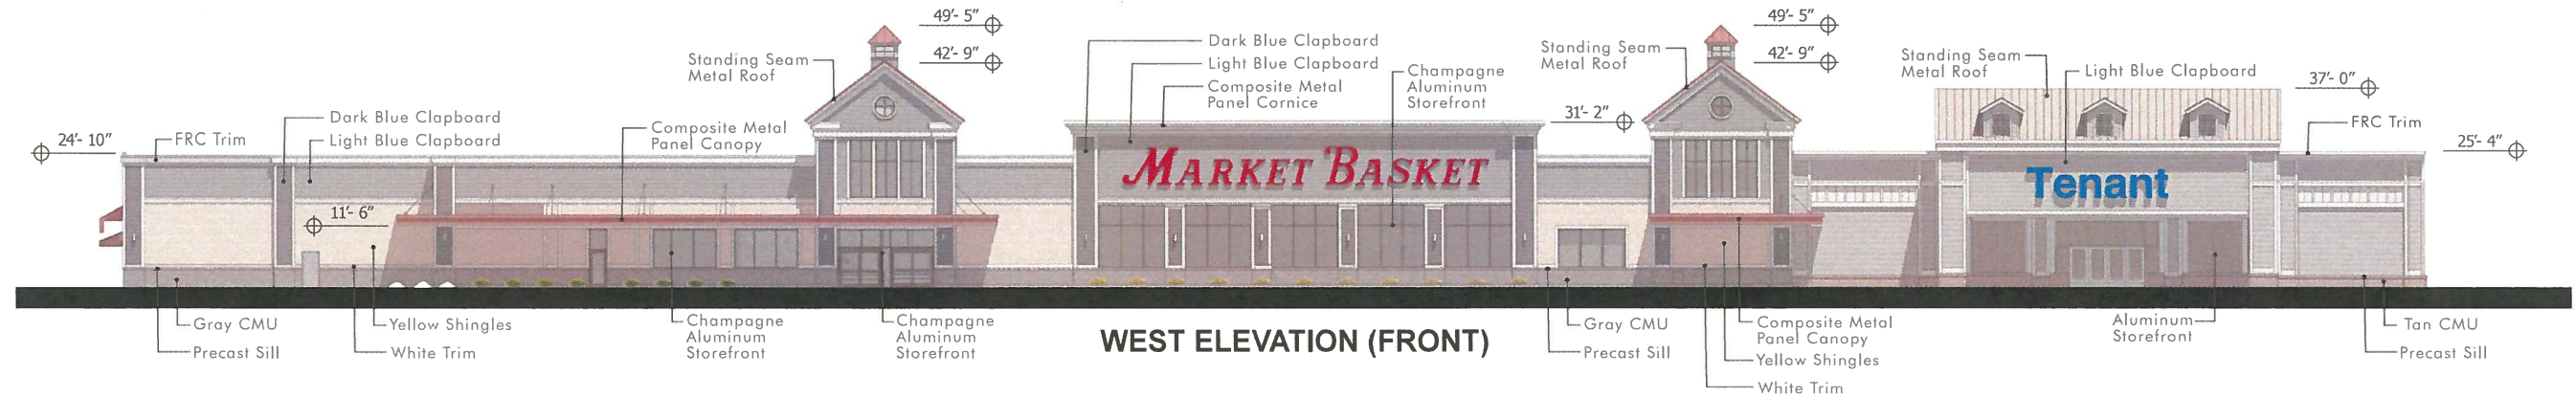 49'- 5"
42'- 9"
Standing Seam
Metal Roof
Dark Blue Clapboard
Light Blue Clapboard
Composite Metal
Panel Cornice
Champagne
Aluminum
Storefront
Standing Seam
Metal Roof
49'- 5"
42'- 9"
Standing Seam
Metal Roof
Light Blue Clapboard
37'- 0"
31'- 2"
24'- 10"
FRC Trim
Dark Blue Clapboard
Light Blue Clapboard
Composite Metal
Panel Canopy
FRC Trim
25'- 4"
MARKET BASKET
Tenant
11'- 6"
Gray CMU
Precast Sill
Yellow Shingles
White Trim
Champagne
Aluminum
Storefront
Champagne
Aluminum
Storefront
WEST ELEVATION (FRONT)
Gray CMU
Precast Sill
Composite Metal
Panel Canopy
Yellow Shingles
White Trim
Aluminum
Storefront
Tan CMU
Precast Sill